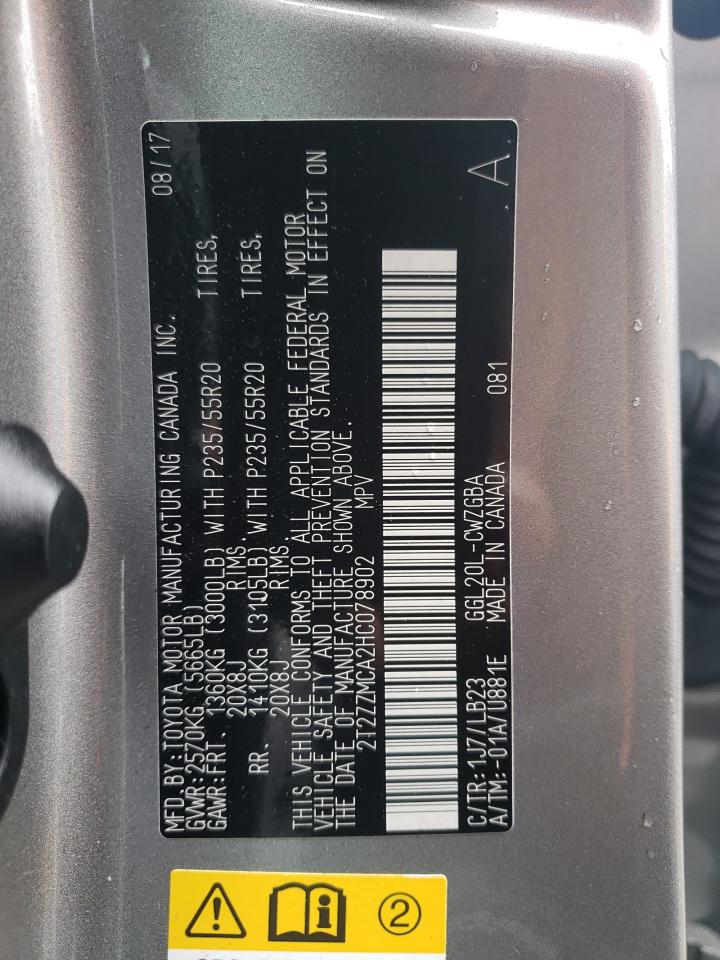 MFD.BY:TOYOTA MOTOR MANUFACTURING CANADA INC. 08/17
GVWR:2570KG (5665LB)
GAWR:FRT. 1360KG (3000LB) WITH P235/55R20 TIRES,
20X8J RIMS
RR. 1410KG (3105LB) WITH P235/55R20 TIRES,
20X8J RIMS.
THIS VEHICLE CONFORMS TO ALL APPLICABLE FEDERAL MOTOR
VEHICLE SAFETY AND THEFT PREVENTION STANDARDS IN EFFECT ON
THE DATE OF MANUFACTURE SHOWN ABOVE.
2T2ZZMCA2HC078902 MPV
C/TR:1J7/LB23 GGL20L-CWZGBA
A/TM:-01A/U881E MADE IN CANADA 081 A
2